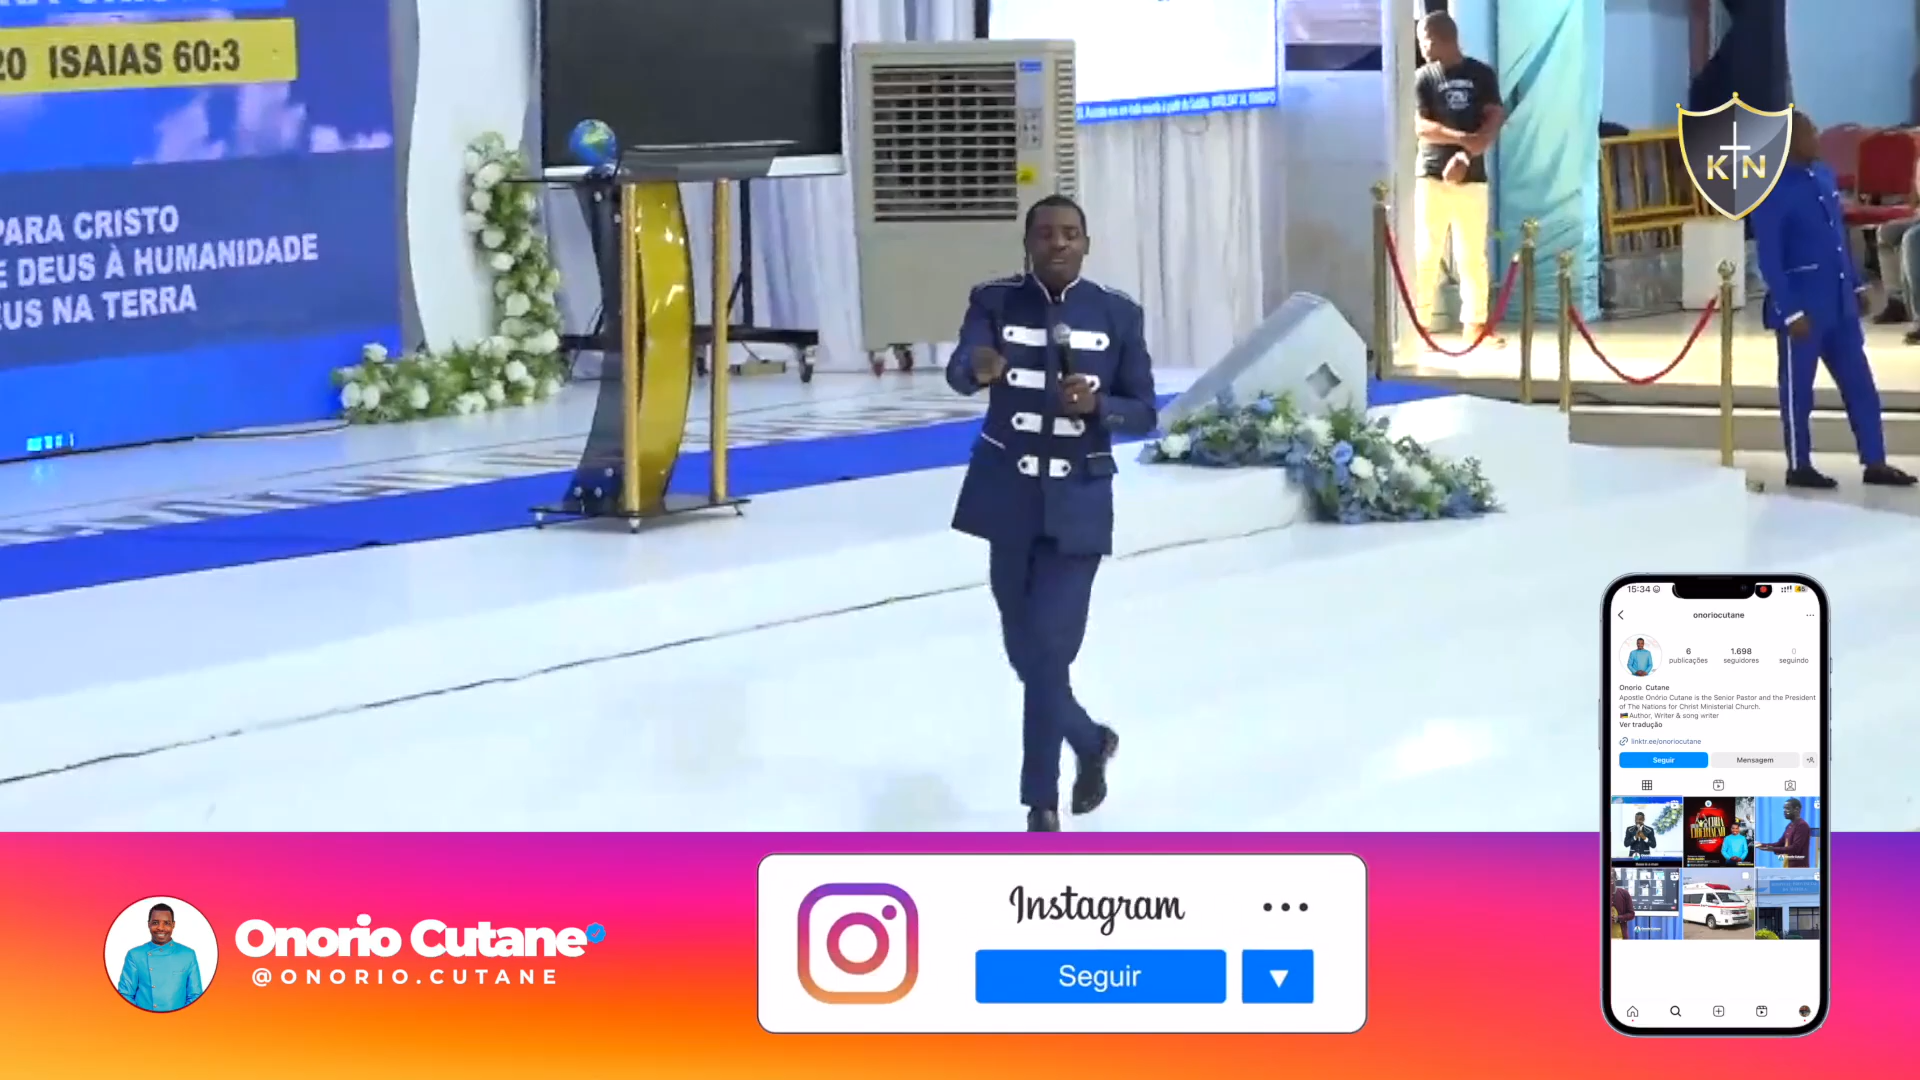 20 ISAIAS 60:3
PARA CRISTO
E DEUS À HUMANIDADE
EUS NA TERRA
K N
15:34
45
onoriocutane
6
publicações
1.698
seguidores
0
seguindo
Onorio Cutane
Apostle Onório Cutane is the Senior Pastor and the President
of The Nations for Christ Ministerial Church.
Author, Writer & song writer
Ver tradução
linktr.ee/onoriocutane
Seguir
Mensagem
Onorio Cutane
@ONORIO.CUTANE
Instagram
Seguir